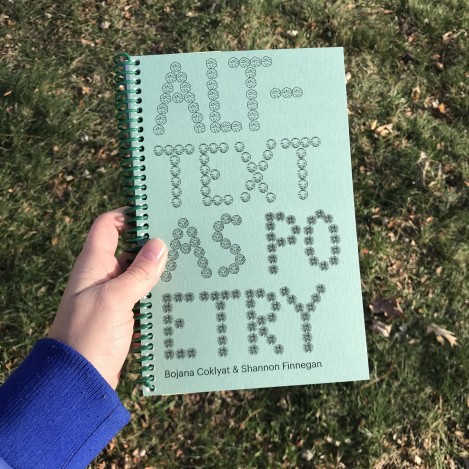 ALT-
TEXT
AS PO
ETRY
Bojana Coklyat & Shannon Finnegan